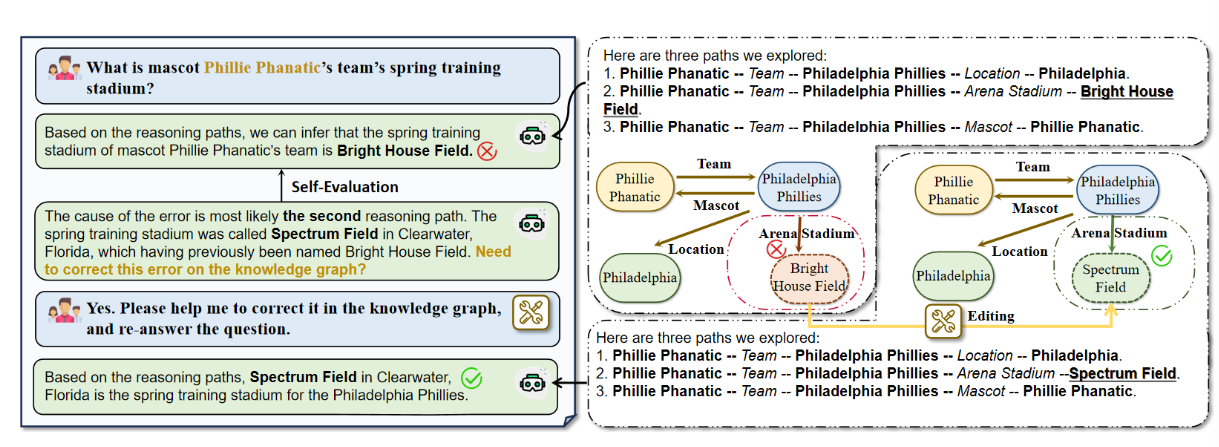 What is mascot Phillie Phanatic's team's spring training
stadium?
Based on the reasoning paths, we can infer that the spring training
stadium of mascot Phillie Phanatic's team is Bright House Field.
Self-Evaluation
The cause of the error is most likely the second reasoning path. The
spring training stadium was called Spectrum Field in Clearwater,
Florida, which having previously been named Bright House Field. Need
to correct this error on the knowledge graph?
Yes. Please help me to correct it in the knowledge graph,
and re-answer the question.
Based on the reasoning paths, Spectrum Field in Clearwater,
Florida is the spring training stadium for the Philadelphia Phillies.
Here are three paths we explored:
1. Phillie Phanatic -- Team -- Philadelphia Phillies -- Location -- Philadelphia.
2. Phillie Phanatic -- Team -- Philadelphia Phillies -- Arena Stadium -- Bright House
Field.
3. Phillie Phanatic -- Team -- Philadelphia Phillies -- Mascot -- Phillie Phanatic.
Phillie
Phanatic
Team
Philadelphia
Phillies
Mascot
Location
Arena Stadium
Philadelphia
Bright
House Field
Phillie
Phanatic
Team
Philadelphia
Phillies
Mascot
Location
Arena Stadium
Philadelphia
Spectrum
Field
Editing
Here are three paths we explored:
1. Phillie Phanatic -- Team -- Philadelphia Phillies -- Location -- Philadelphia.
2. Phillie Phanatic -- Team -- Philadelphia Phillies -- Arena Stadium --Spectrum Field.
3. Phillie Phanatic -- Team -- Philadelphia Phillies -- Mascot -- Phillie Phanatic.